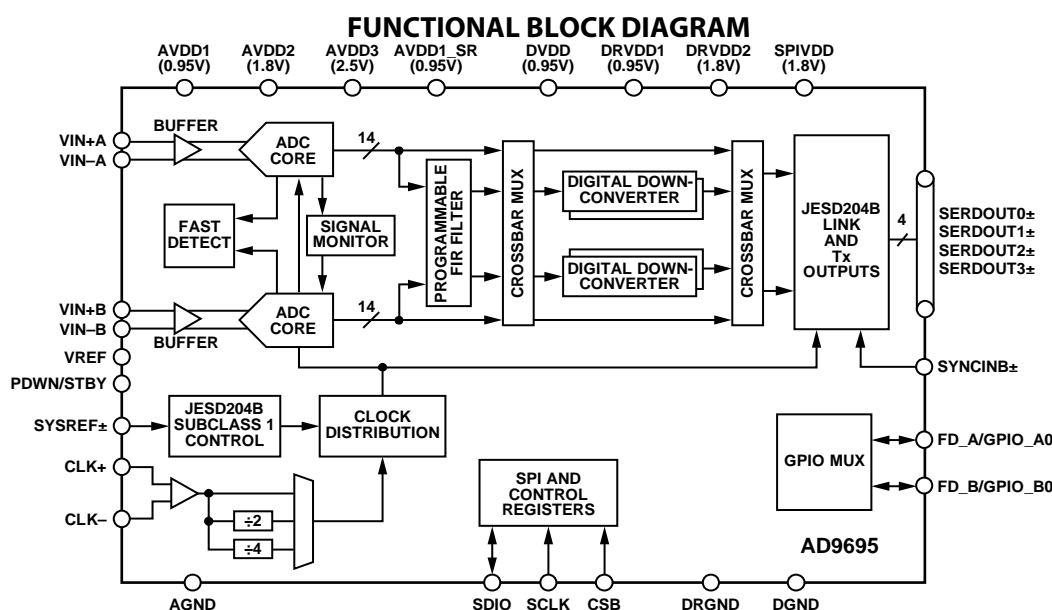 FUNCTIONAL BLOCK DIAGRAM
AVDD1
(0.95V)
AVDD2
(1.8V)
AVDD3
(2.5V)
AVDD1_SR
(0.95V)
DVDD
(0.95V)
DRVDD1
(0.95V)
DRVDD2
(1.8V)
SPIVDD
(1.8V)
VIN+A
VIN–A
BUFFER
ADC
CORE
14
FAST
DETECT
SIGNAL
MONITOR
PROGRAMMABLE
FIR FILTER
CROSSBAR MUX
DIGITAL DOWN-
CONVERTER
DIGITAL DOWN-
CONVERTER
CROSSBAR MUX
JESD204B
LINK
AND
Tx
OUTPUTS
4
SERDOUT0±
SERDOUT1±
SERDOUT2±
SERDOUT3±
VIN+B
VIN–B
BUFFER
ADC
CORE
14
VREF
PDWN/STBY
SYSREF±
JESD204B
SUBCLASS 1
CONTROL
CLOCK
DISTRIBUTION
SYNCINB±
CLK+
CLK–
÷2
÷4
SPI AND
CONTROL
REGISTERS
GPIO MUX
FD_A/GPIO_A0
FD_B/GPIO_B0
AD9695
AGND
SDIO
SCLK
CSB
DRGND
DGND